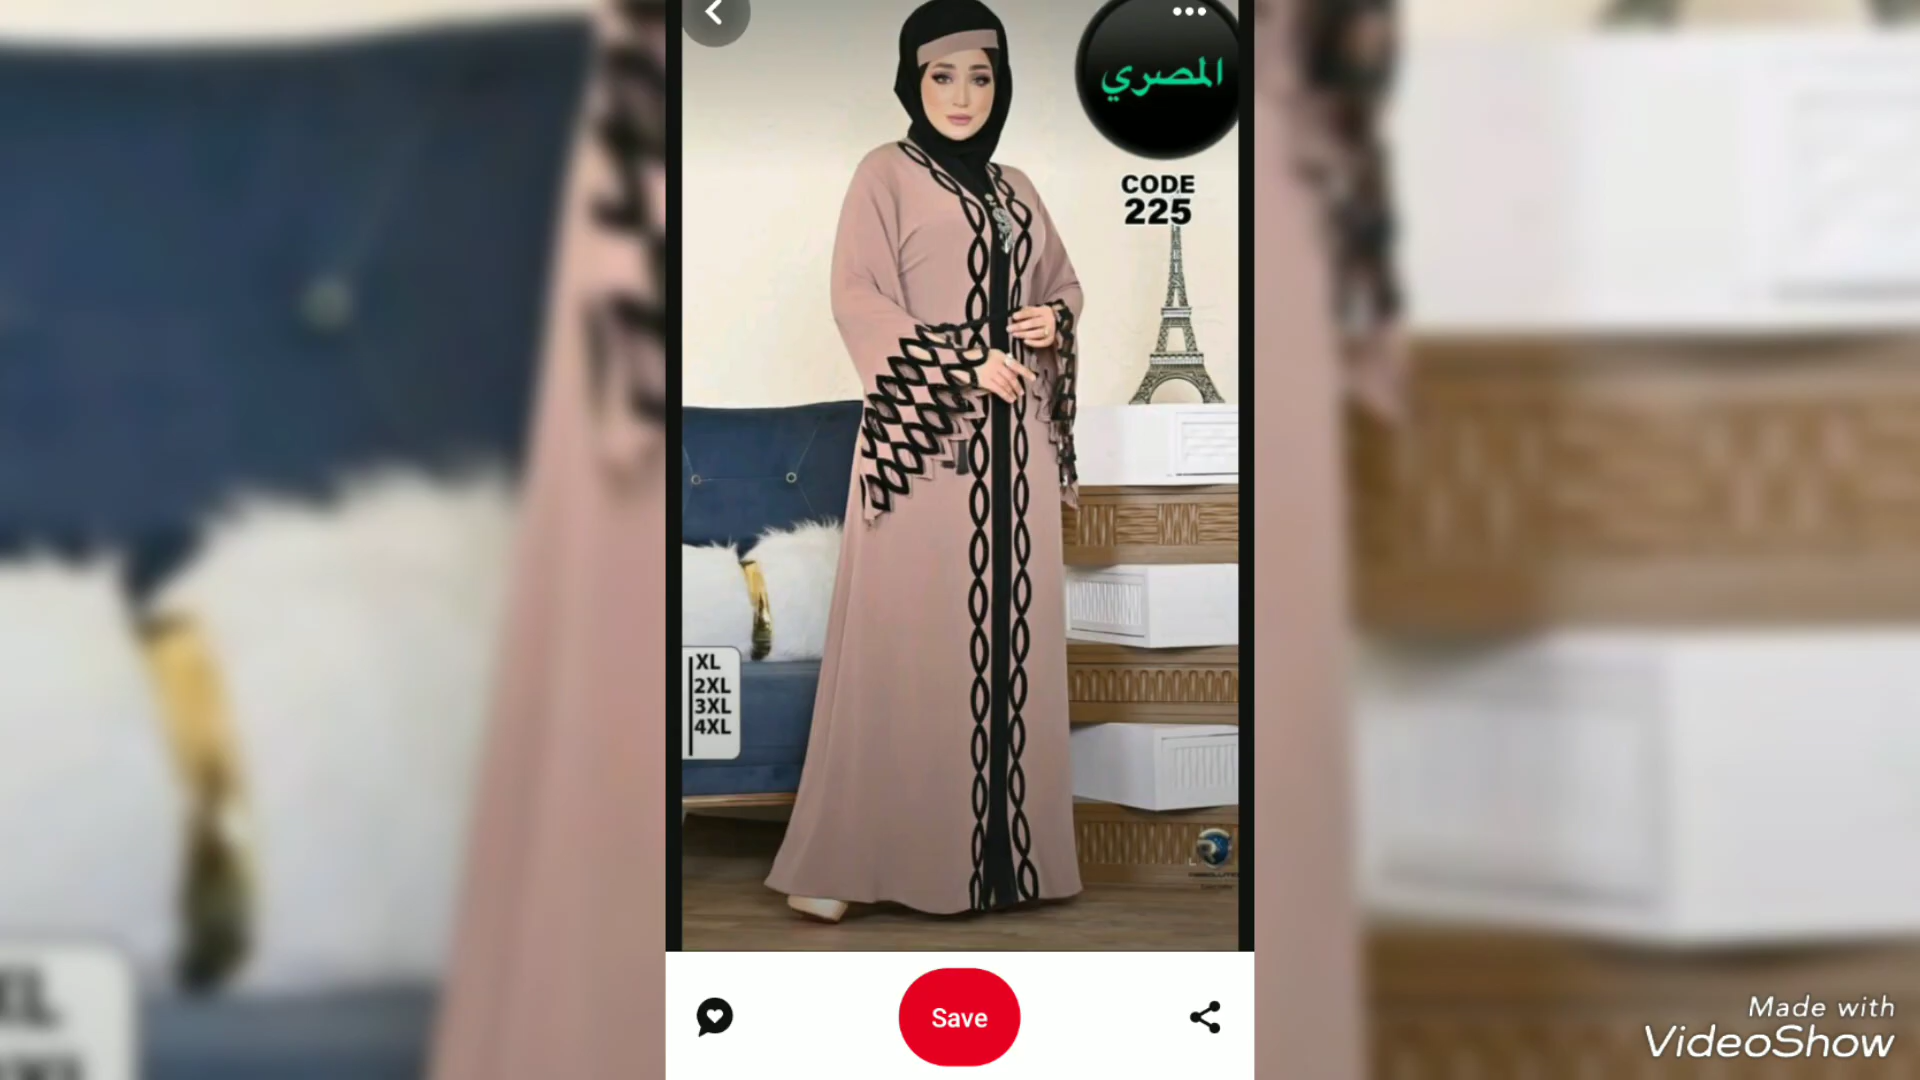 المصري
CODE
225
XL
2XL
3XL
4XL
Save
Made with
VideoShow